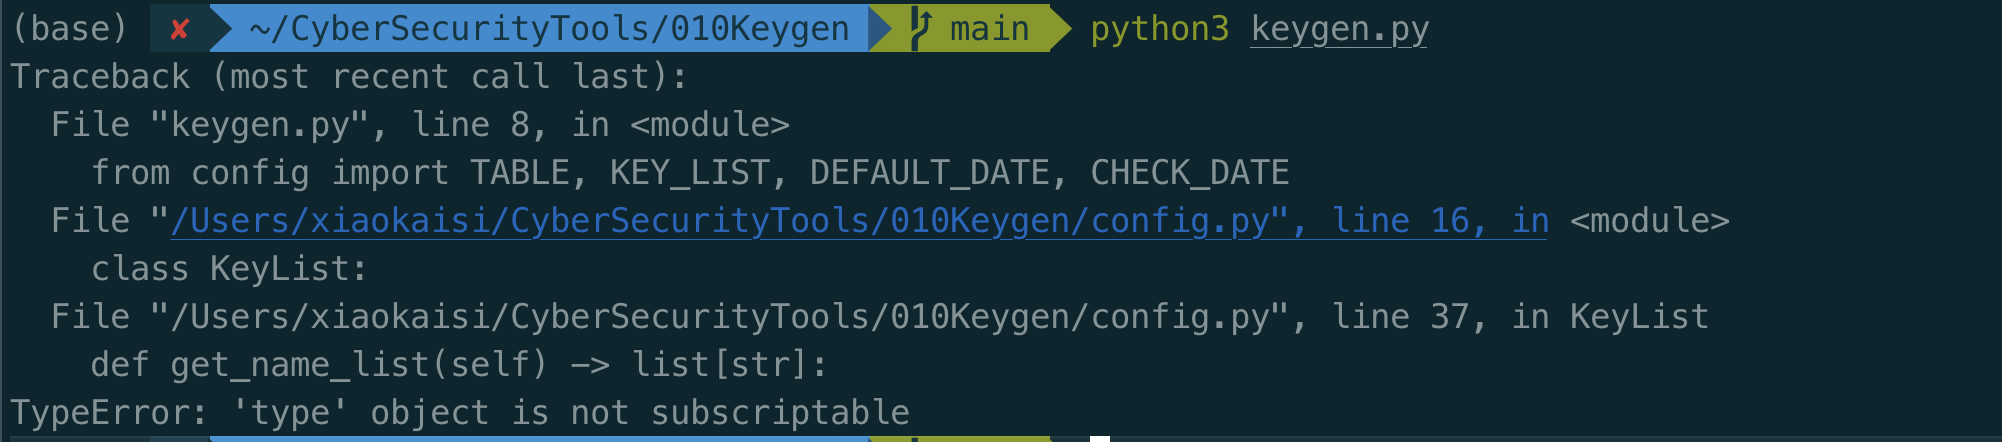 (base) ✘ ~/CyberSecurityTools/010Keygen main python3 keygen.py
Traceback (most recent call last):
  File "keygen.py", line 8, in <module>
    from config import TABLE, KEY_LIST, DEFAULT_DATE, CHECK_DATE
  File "/Users/xiaokaisi/CyberSecurityTools/010Keygen/config.py", line 16, in <module>
    class KeyList:
  File "/Users/xiaokaisi/CyberSecurityTools/010Keygen/config.py", line 37, in KeyList
    def get_name_list(self) -> list[str]:
TypeError: 'type' object is not subscriptable